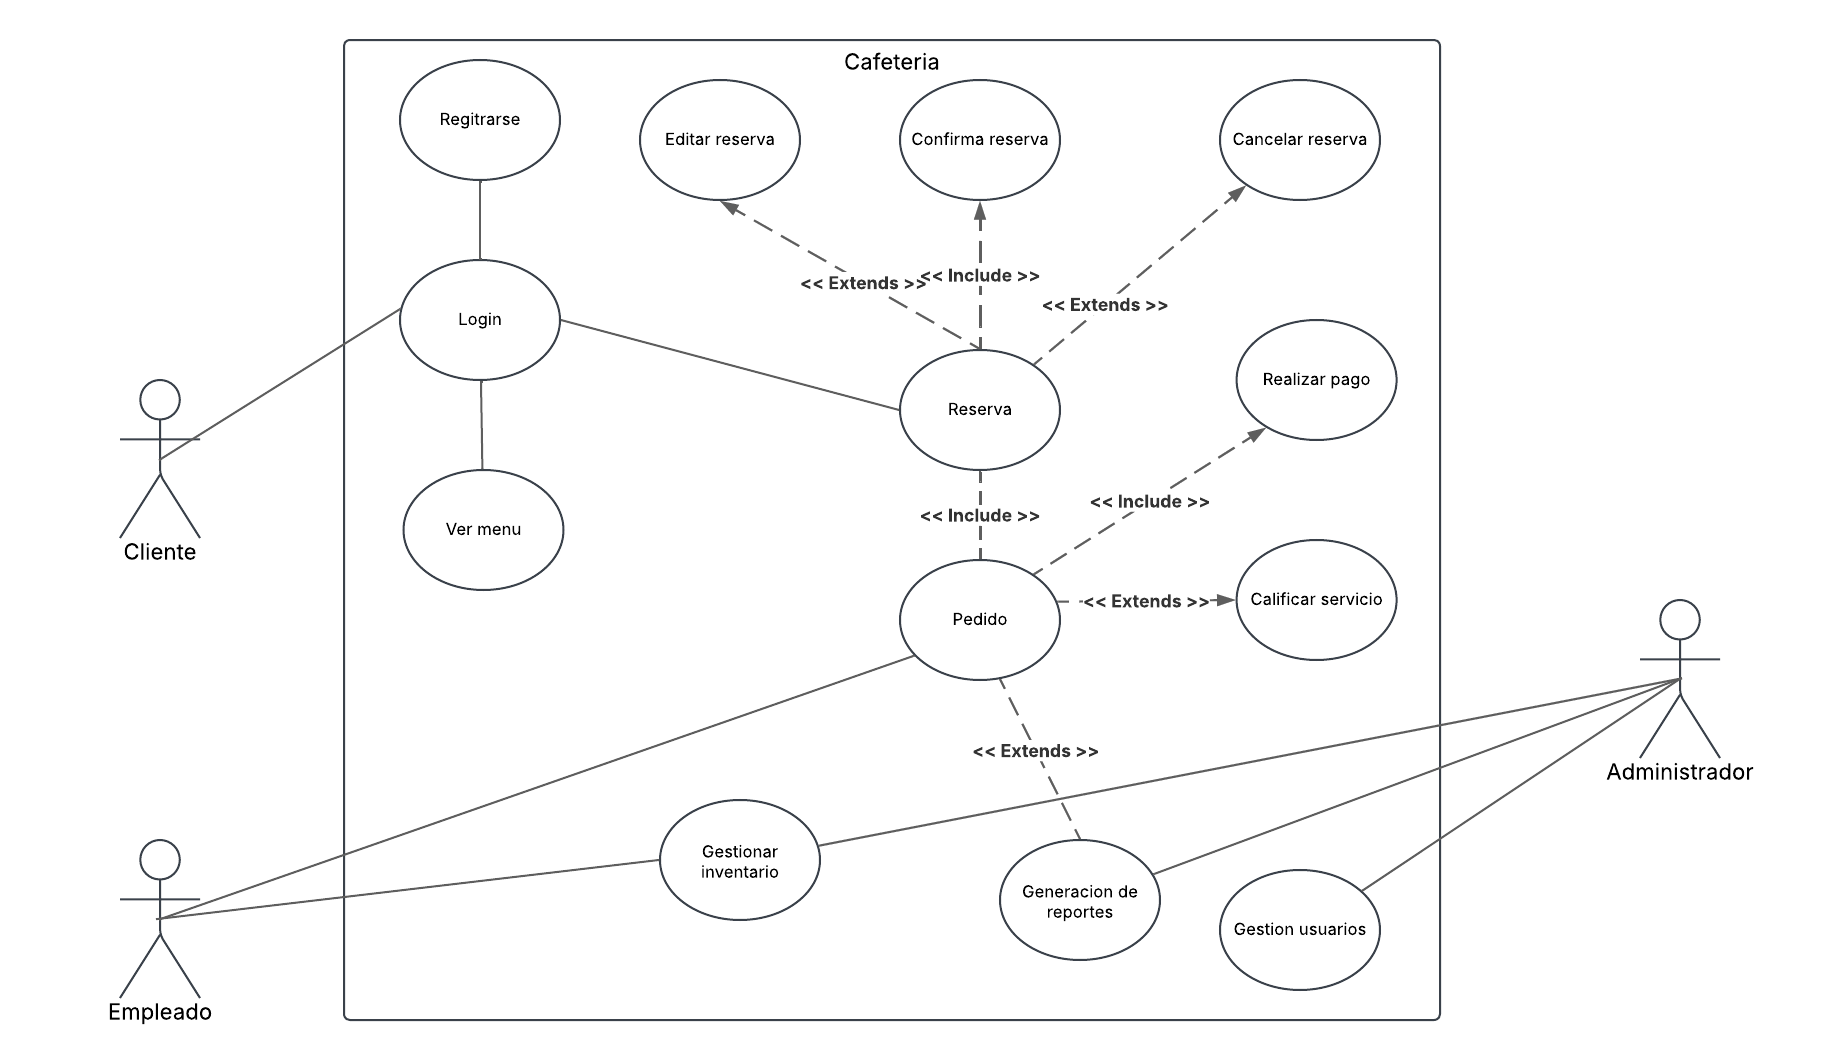 Cafeteria
Regitrarse
Editar reserva
Confirma reserva
Cancelar reserva
<< Extends >>
<< Include >>
<< Extends >>
Login
Reserva
Realizar pago
<< Include >>
<< Include >>
Ver menu
Cliente
Pedido
<< Extends >>
Calificar servicio
<< Extends >>
Administrador
Gestionar
inventario
Generacion de
reportes
Gestion usuarios
Empleado